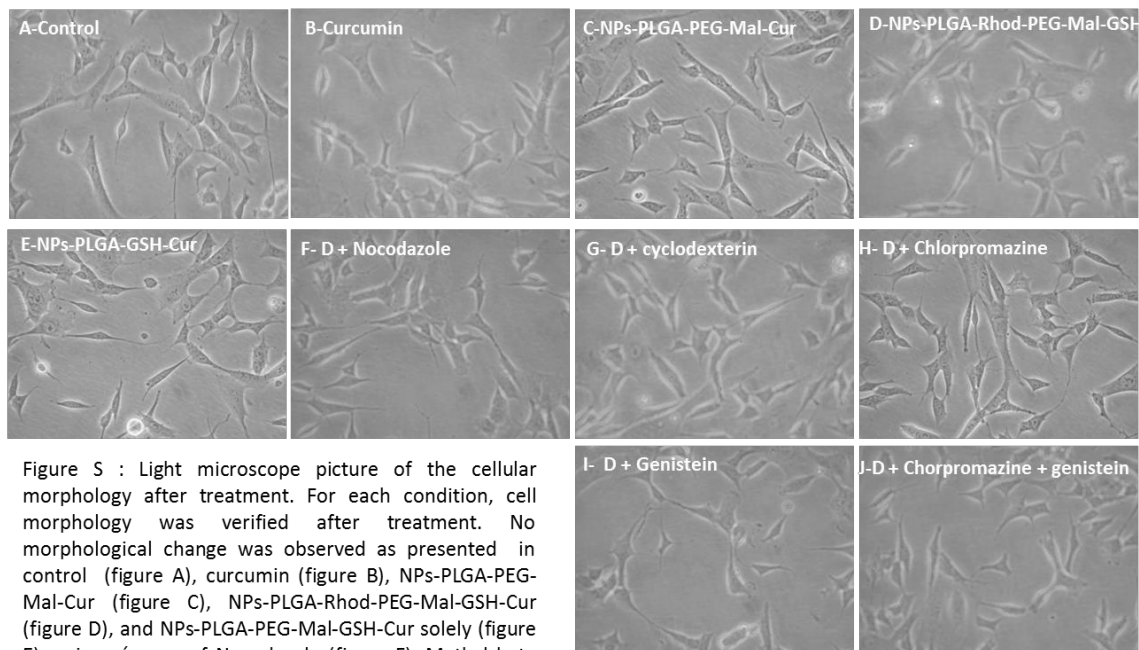 A-Control
B-Curcumin
C-NPs-PLGA-PEG-Mal-Cur
D-NPs-PLGA-Rhod-PEG-Mal-GSH
E-NPs-PLGA-GSH-Cur
F- D + Nocodazole
G- D + cyclodexterin
H- D + Chlorpromazine
I- D + Genistein
J-D + Chorpromazine + genistein
Figure S : Light microscope picture of the cellular
morphology after treatment. For each condition, cell
morphology was verified after treatment. No
morphological change was observed as presented in
control (figure A), curcumin (figure B), NPs-PLGA-PEG-
Mal-Cur (figure C), NPs-PLGA-Rhod-PEG-Mal-GSH-Cur
(figure D), and NPs-PLGA-PEG-Mal-GSH-Cur solely (figure